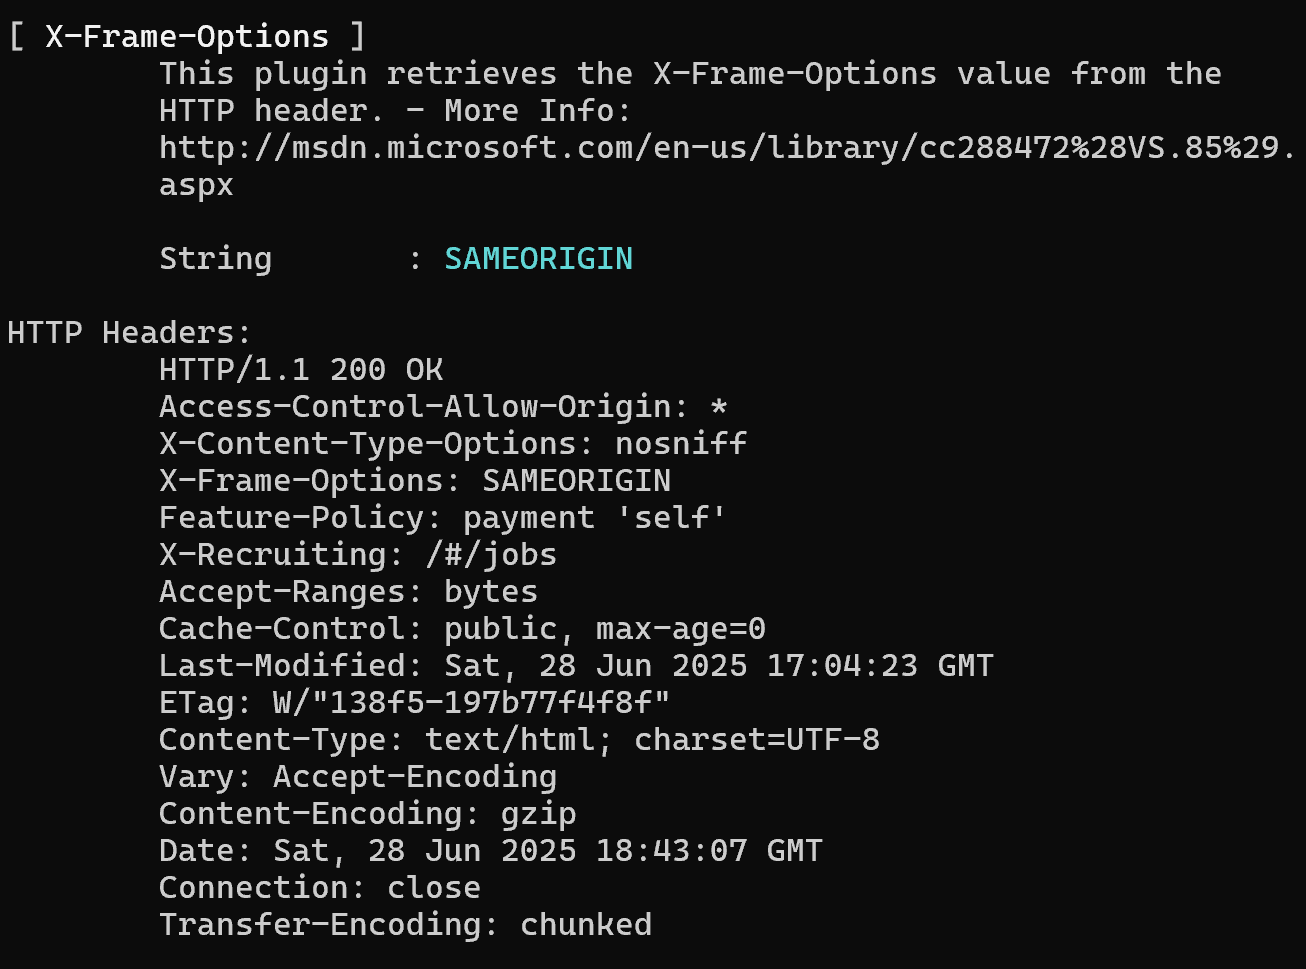 [ X-Frame-Options ]
This plugin retrieves the X-Frame-Options value from the
HTTP header. - More Info:
http://msdn.microsoft.com/en-us/library/cc288472%28VS.85%29.
aspx
String : SAMEORIGIN
HTTP Headers:
HTTP/1.1 200 OK
Access-Control-Allow-Origin: *
X-Content-Type-Options: nosniff
X-Frame-Options: SAMEORIGIN
Feature-Policy: payment 'self'
X-Recruiting: /#/jobs
Accept-Ranges: bytes
Cache-Control: public, max-age=0
Last-Modified: Sat, 28 Jun 2025 17:04:23 GMT
ETag: W/"138f5-197b77f4f8f"
Content-Type: text/html; charset=UTF-8
Vary: Accept-Encoding
Content-Encoding: gzip
Date: Sat, 28 Jun 2025 18:43:07 GMT
Connection: close
Transfer-Encoding: chunked